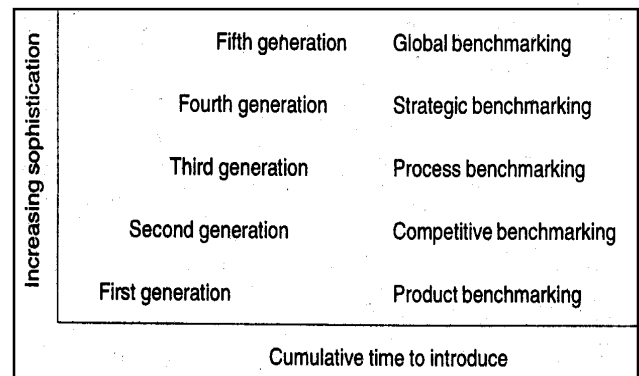 Increasing sophistication
Fifth generation Global benchmarking
Fourth generation Strategic benchmarking
Third generation Process benchmarking
Second generation Competitive benchmarking
First generation Product benchmarking
Cumulative time to introduce